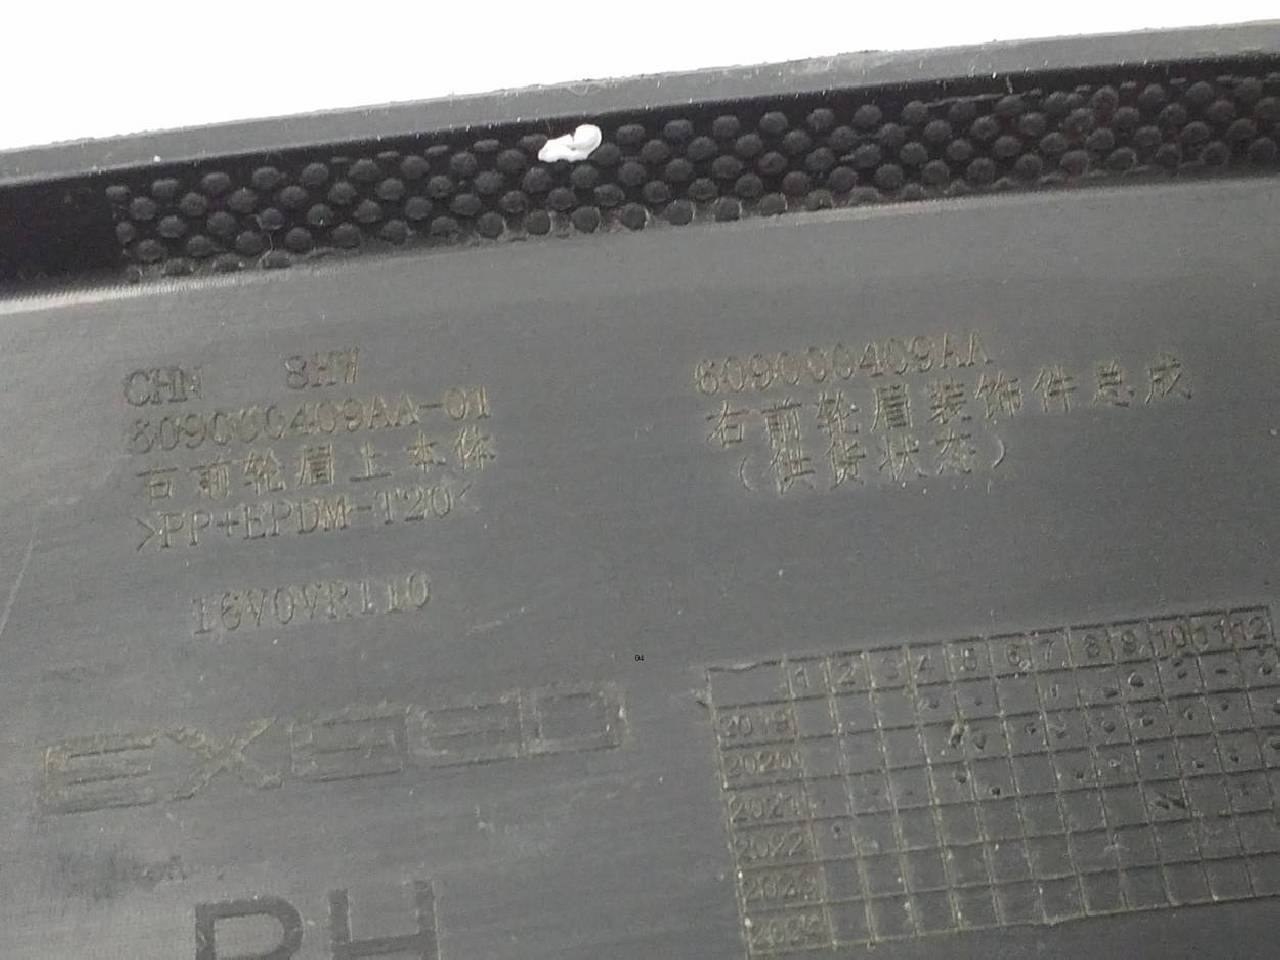 CHN 8HW
609000409AA-01
右前轮眉上本体
>PP+EPDM-T20<
16V0VR110
609000409AA
右前轮眉装饰件总成
（供货状态）
EXEED
RH
1 2 3 4 5 6 7 8 9 10 11 12
2019
2020
2021
2022
2023